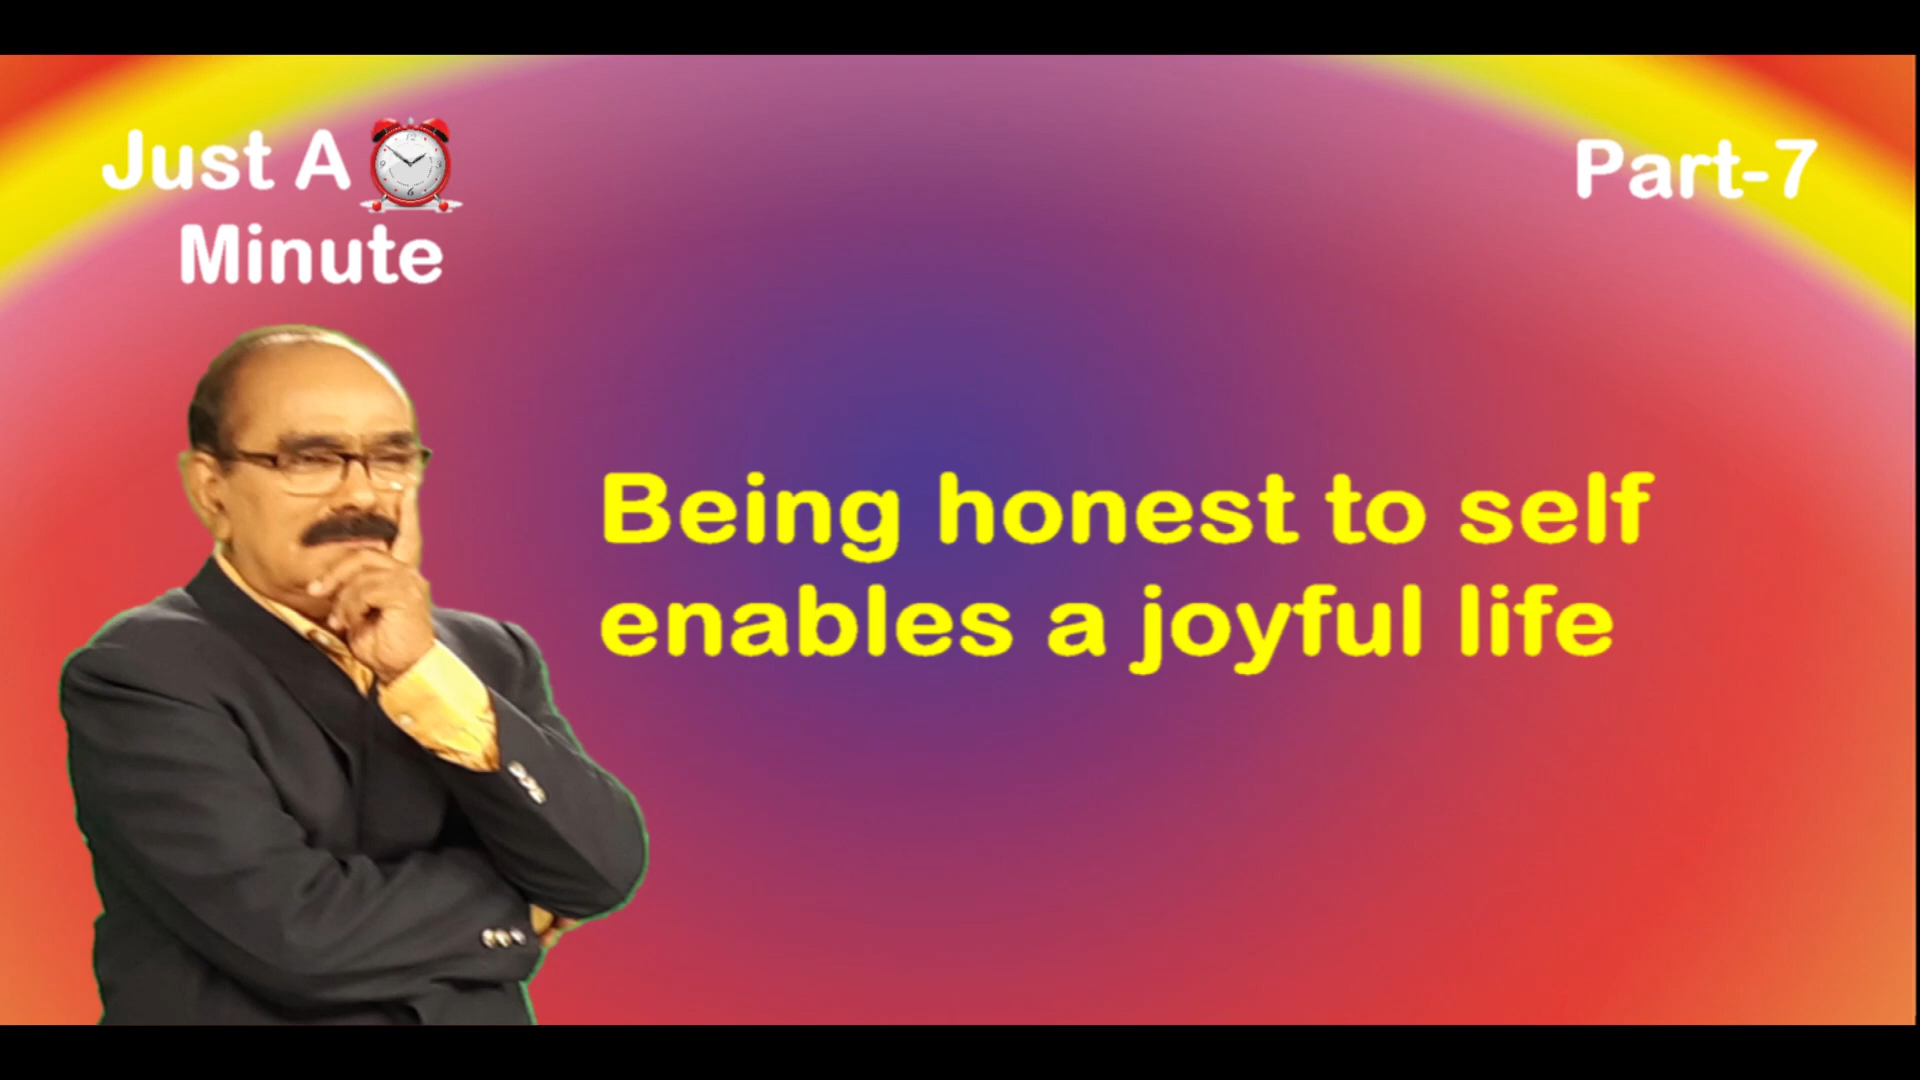 Just A
Minute
Part-7
Being honest to self
enables a joyful life